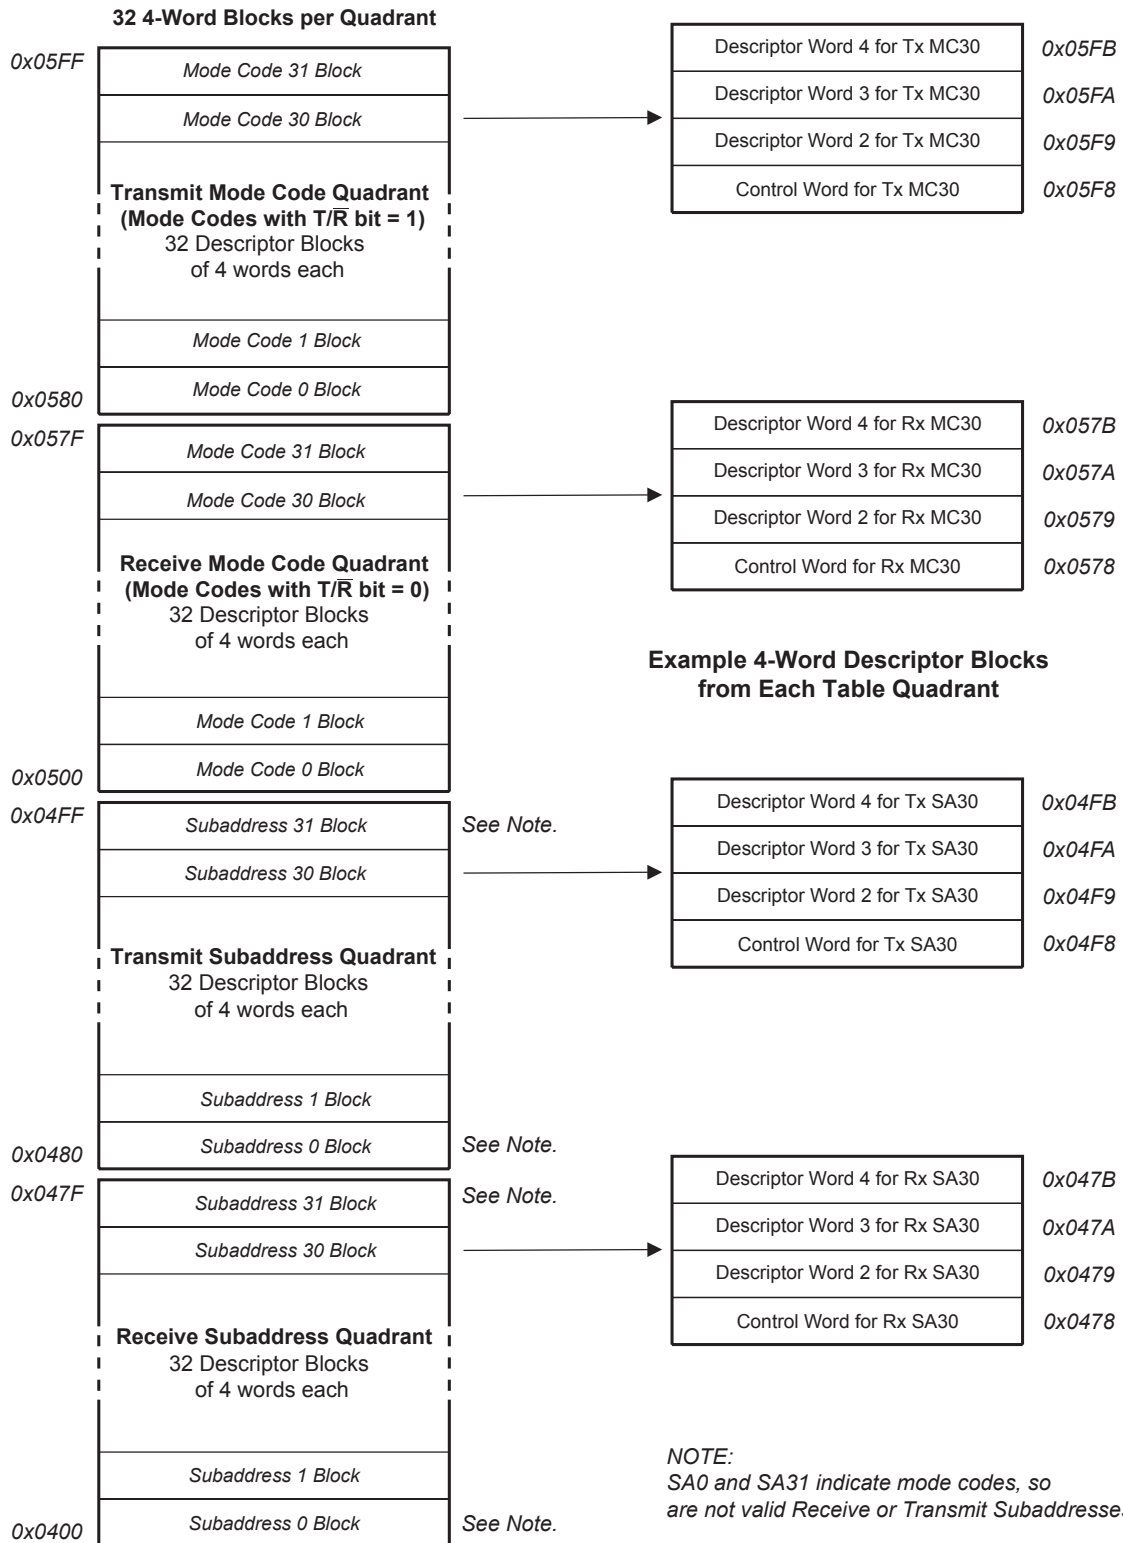 32 4-Word Blocks per Quadrant
0x05FF
Mode Code 31 Block
Mode Code 30 Block
Transmit Mode Code Quadrant
(Mode Codes with T/R̅ bit = 1)
32 Descriptor Blocks
of 4 words each
Mode Code 1 Block
Mode Code 0 Block
0x0580
Descriptor Word 4 for Tx MC30 0x05FB
Descriptor Word 3 for Tx MC30 0x05FA
Descriptor Word 2 for Tx MC30 0x05F9
Control Word for Tx MC30 0x05F8
0x057F
Mode Code 31 Block
Mode Code 30 Block
Receive Mode Code Quadrant
(Mode Codes with T/R̅ bit = 0)
32 Descriptor Blocks
of 4 words each
Mode Code 1 Block
Mode Code 0 Block
0x0500
Descriptor Word 4 for Rx MC30 0x057B
Descriptor Word 3 for Rx MC30 0x057A
Descriptor Word 2 for Rx MC30 0x0579
Control Word for Rx MC30 0x0578
Example 4-Word Descriptor Blocks
from Each Table Quadrant
0x04FF
Subaddress 31 Block See Note.
Subaddress 30 Block
Transmit Subaddress Quadrant
32 Descriptor Blocks
of 4 words each
Subaddress 1 Block
Subaddress 0 Block See Note.
0x0480
Descriptor Word 4 for Tx SA30 0x04FB
Descriptor Word 3 for Tx SA30 0x04FA
Descriptor Word 2 for Tx SA30 0x04F9
Control Word for Tx SA30 0x04F8
0x047F
Subaddress 31 Block See Note.
Subaddress 30 Block
Receive Subaddress Quadrant
32 Descriptor Blocks
of 4 words each
Subaddress 1 Block
Subaddress 0 Block See Note.
0x0400
Descriptor Word 4 for Rx SA30 0x047B
Descriptor Word 3 for Rx SA30 0x047A
Descriptor Word 2 for Rx SA30 0x0479
Control Word for Rx SA30 0x0478
NOTE:
SA0 and SA31 indicate mode codes, so
are not valid Receive or Transmit Subaddresses